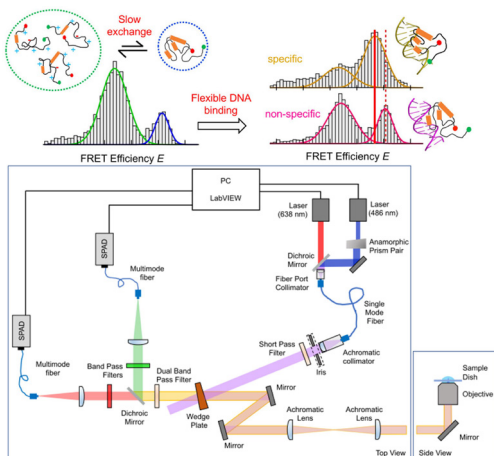 Slow
exchange
FRET Efficiency E
Flexible DNA
binding
specific
non-specific
FRET Efficiency E
PC
LabVIEW
Laser
(638 nm)
Laser
(486 nm)
SPAD
Multimode
fiber
Dichroic
Mirror
Anamorphic
Prism Pair
Fiber Port
Collimator
Single
Mode
Fiber
SPAD
Multimode
fiber
Band Pass
Filters
Dual Band
Pass Filter
Short Pass
Filter
Iris
Achromatic
collimator
Dichroic
Mirror
Wedge
Plate
Mirror
Mirror
Achromatic
Lens
Achromatic
Lens
Top View
Sample
Dish
Objective
Mirror
Side View